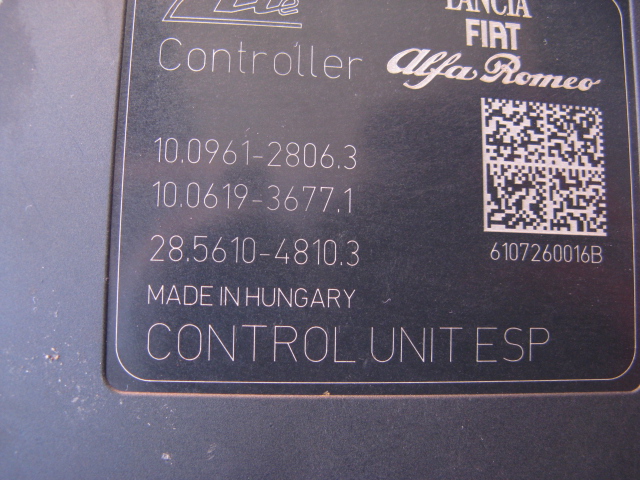 LANCIA
FIAT
Controller
Alfa Romeo
10.0961-2806.3
10.0619-3677.1
28.5610-4810.3
6107260016B
MADE IN HUNGARY
CONTROL UNIT ESP